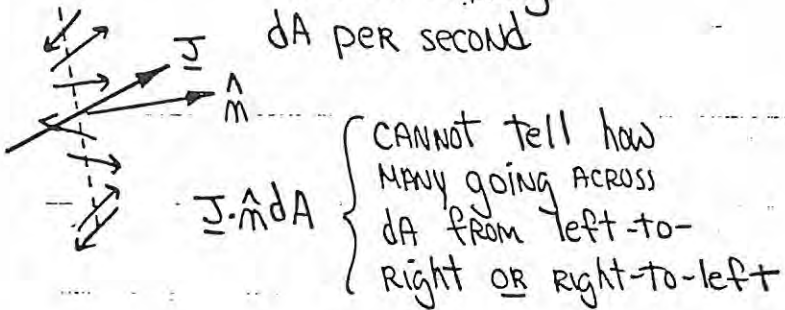 dA per second
J
n̂
J·n̂dA
CANNOT tell how
MANY going ACROSS
dA from left-to-
Right OR Right-to-left